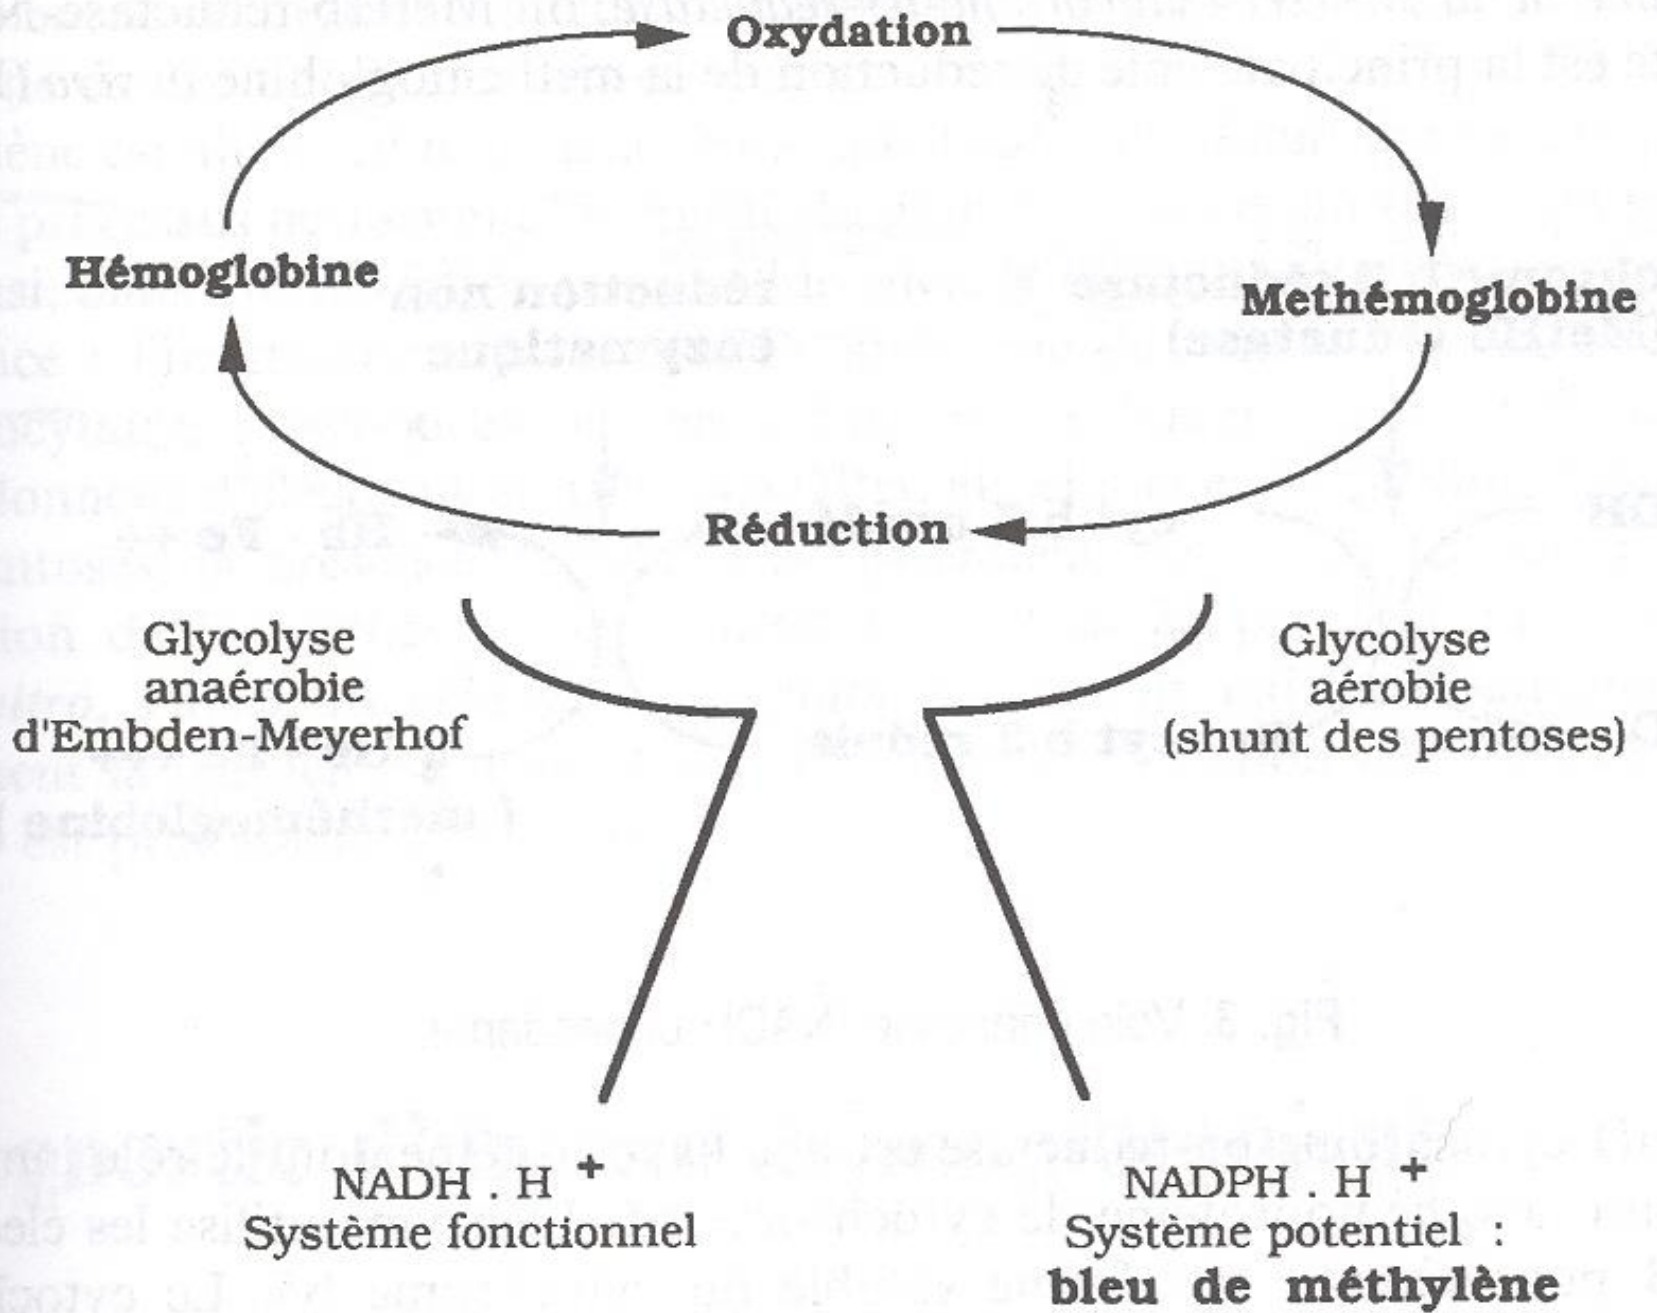 Oxydation
Hémoglobine
Methémoglobine
Réduction
Glycolyse
anaérobie
d'Embden-Meyerhof
Glycolyse
aérobie
(shunt des pentoses)
NADH . H +
Système fonctionnel
NADPH . H +
Système potentiel :
bleu de méthylène